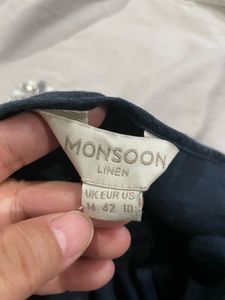 MONSOON
LINEN
UK EUR US
14 42 10